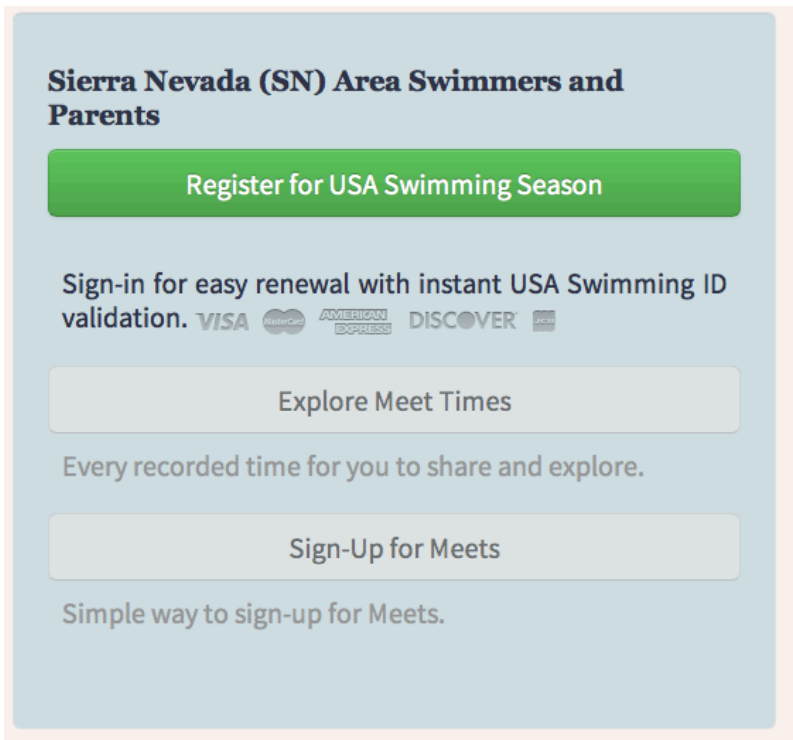 Sierra Nevada (SN) Area Swimmers and
Parents
Register for USA Swimming Season
Sign-in for easy renewal with instant USA Swimming ID
validation. VISA MasterCard AMERICAN EXPRESS DISCOVER JCB
Explore Meet Times
Every recorded time for you to share and explore.
Sign-Up for Meets
Simple way to sign-up for Meets.